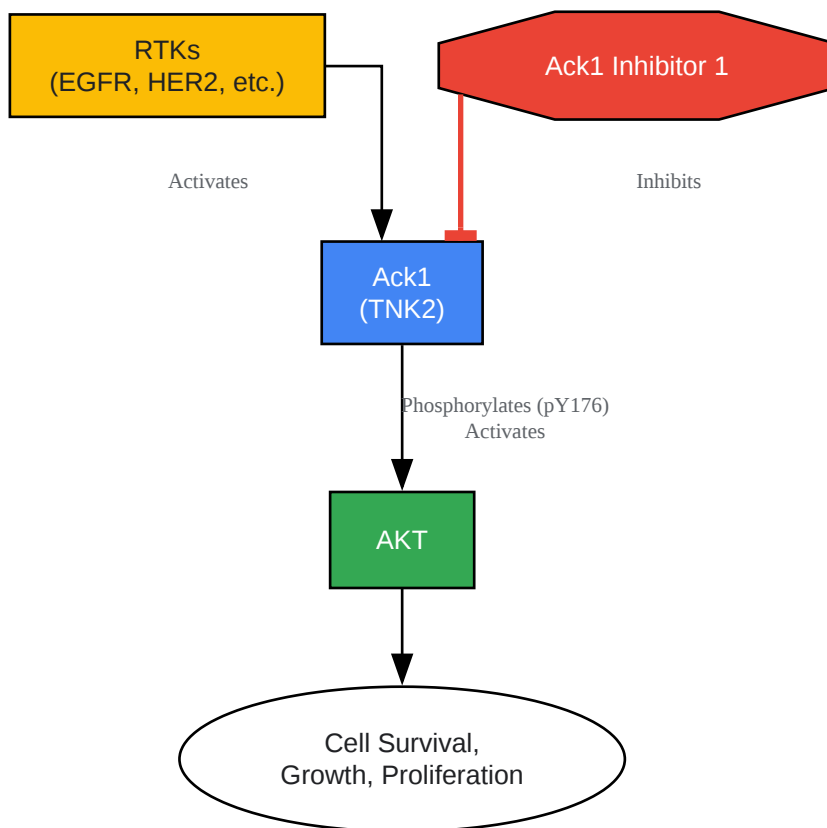 RTKs
(EGFR, HER2, etc.)
Ack1 Inhibitor 1
Activates
Inhibits
Ack1
(TNK2)
Phosphorylates (pY176)
Activates
AKT
Cell Survival,
Growth, Proliferation